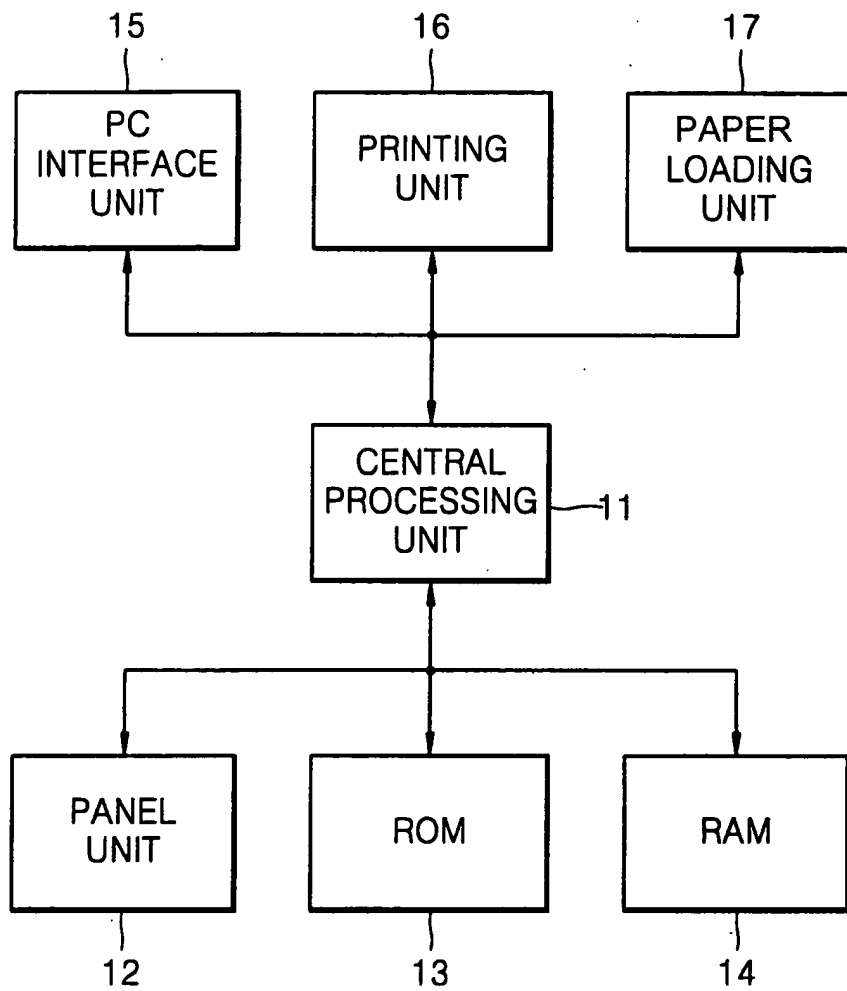 15
16
17
PC
INTERFACE
UNIT
PRINTING
UNIT
PAPER
LOADING
UNIT
CENTRAL
PROCESSING
UNIT
11
PANEL
UNIT
ROM
RAM
12
13
14